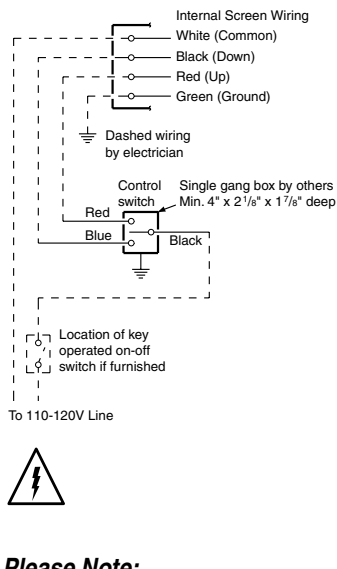 Internal Screen Wiring
White (Common)
Black (Down)
Red (Up)
Green (Ground)
Dashed wiring
by electrician
Control
switch
Single gang box by others
Min. 4" x 2 1/8" x 1 7/8" deep
Red
Blue
Black
Location of key
operated on-off
switch if furnished
To 110-120V Line
Please Note: